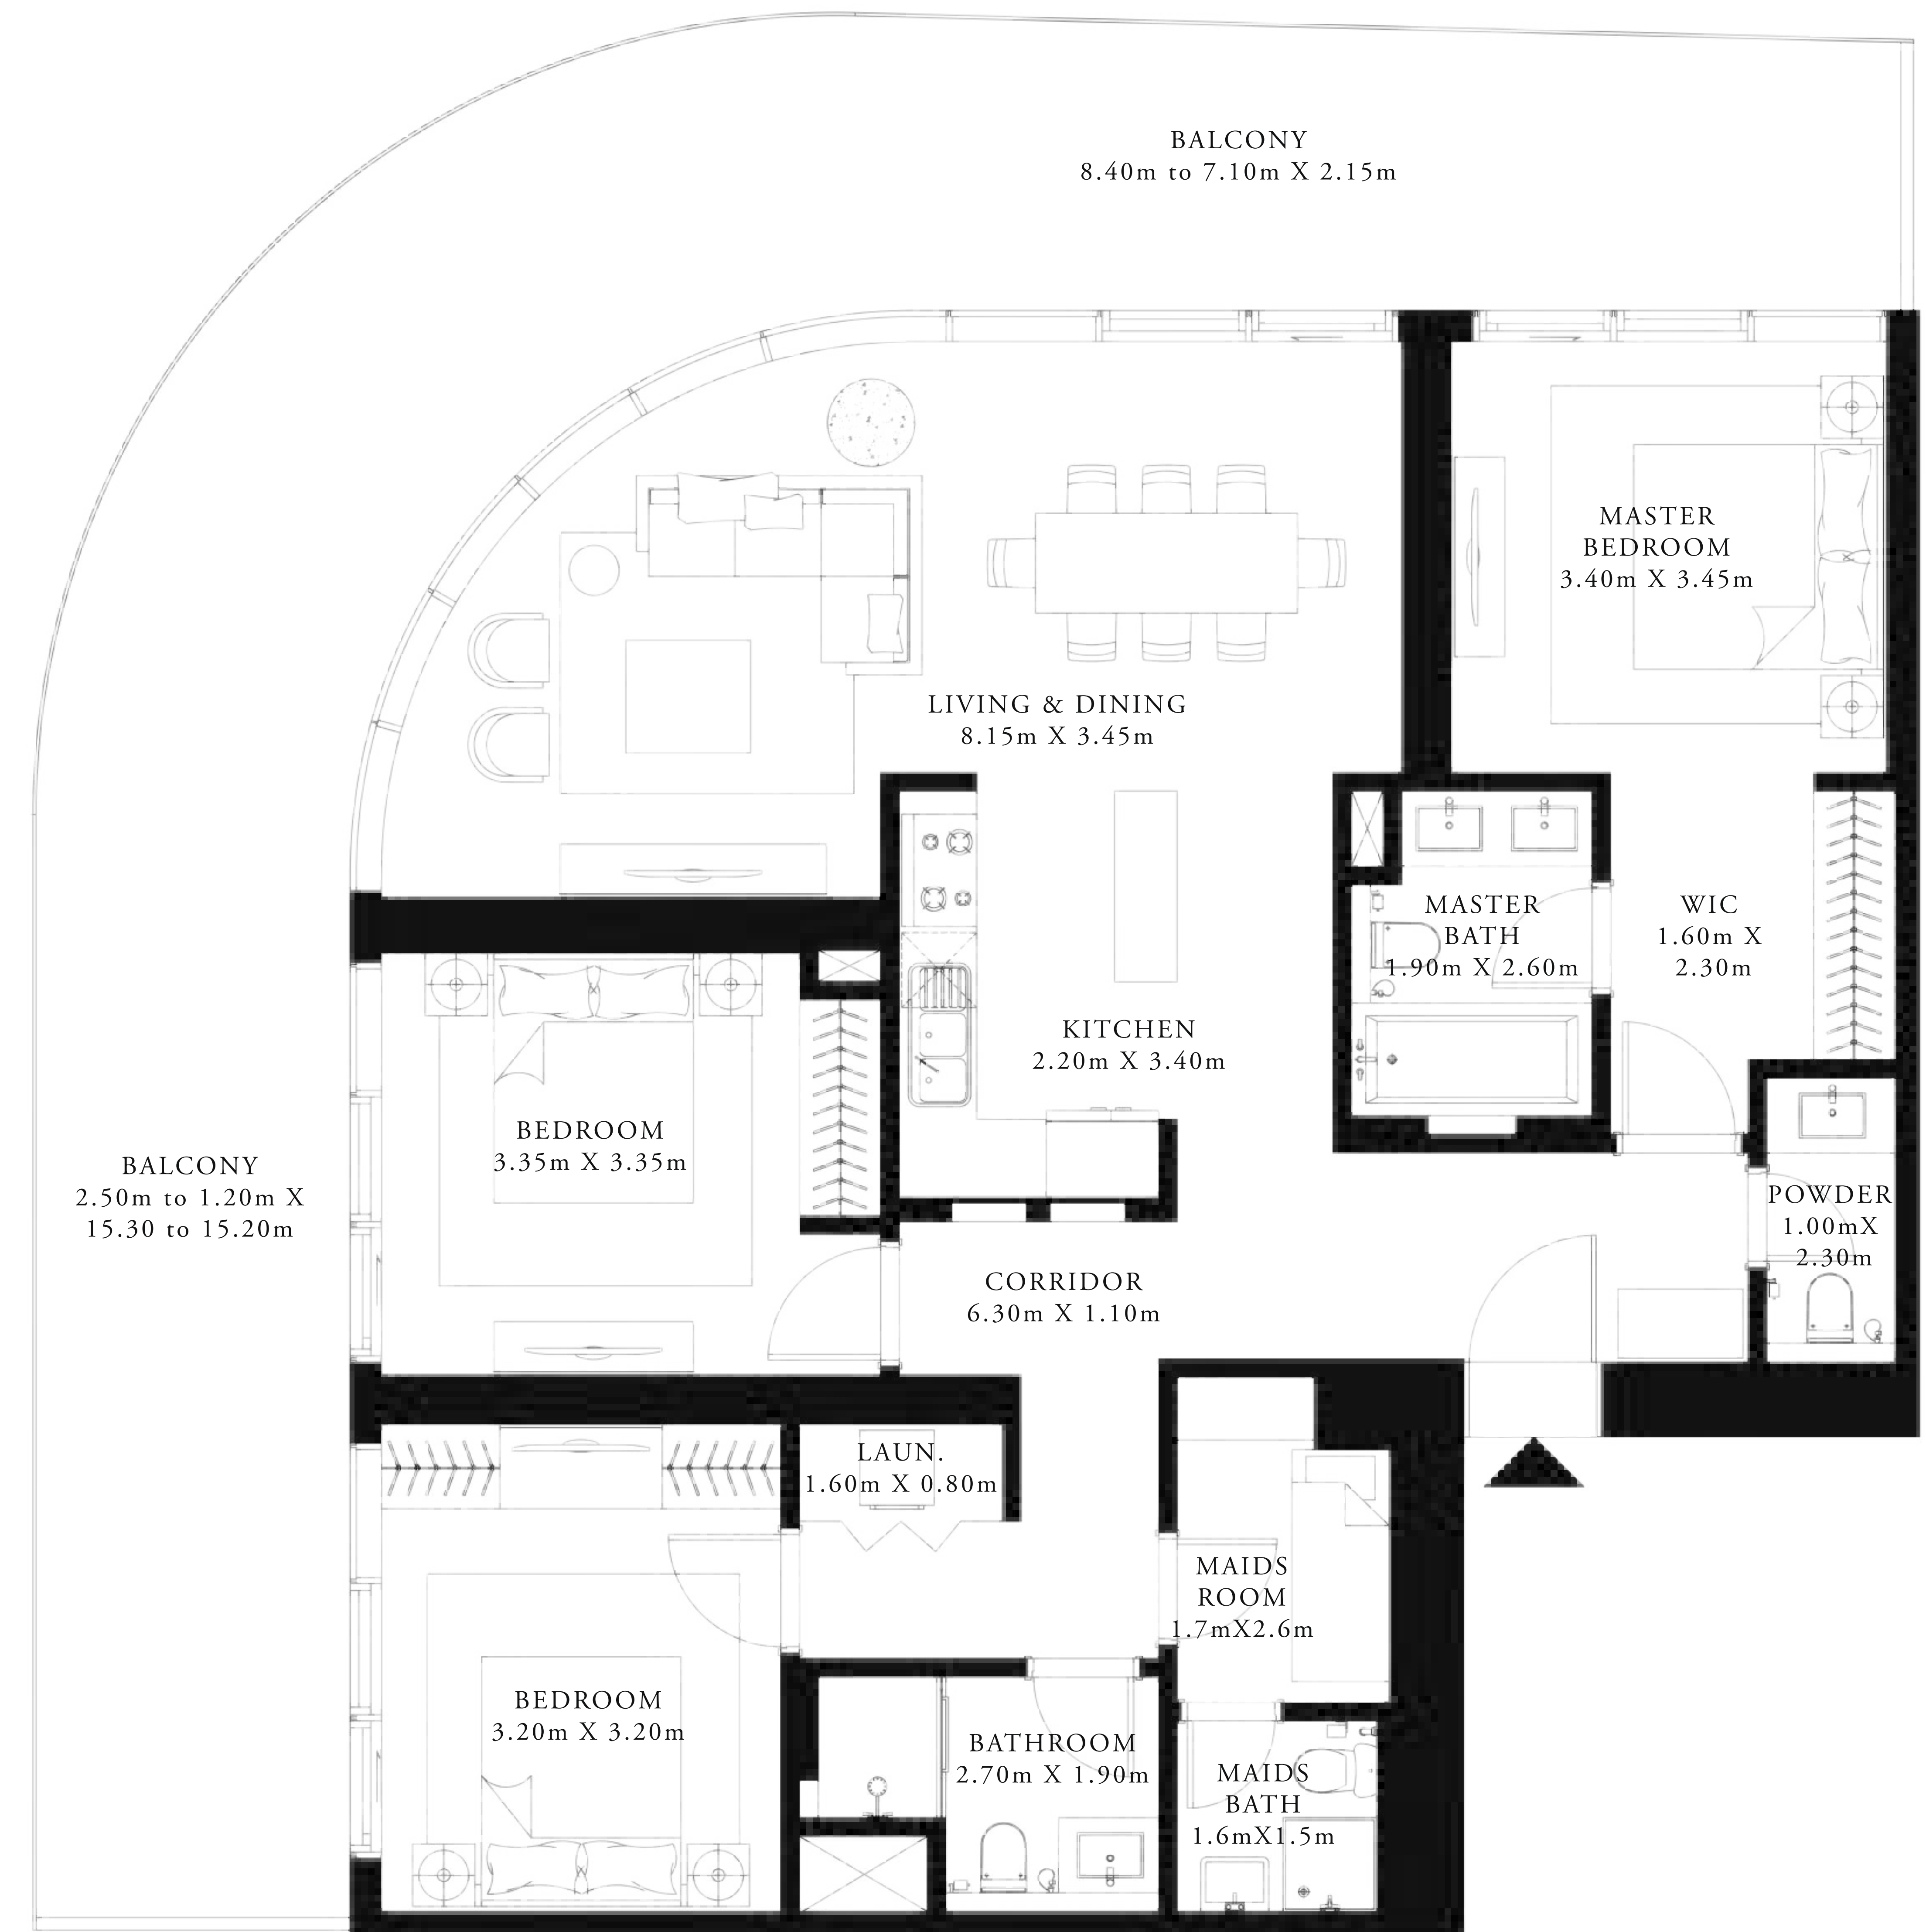 BALCONY
8.40m to 7.10m X 2.15m
MASTER
BEDROOM
3.40m X 3.45m
LIVING & DINING
8.15m X 3.45m
MASTER
BATH
1.90m X 2.60m
WIC
1.60m X
2.30m
KITCHEN
2.20m X 3.40m
BEDROOM
3.35m X 3.35m
BALCONY
2.50m to 1.20m X
15.30 to 15.20m
POWDER
1.00mX
2.30m
CORRIDOR
6.30m X 1.10m
LAUN.
1.60m X 0.80m
MAIDS
ROOM
1.7mX2.6m
BEDROOM
3.20m X 3.20m
BATHROOM
2.70m X 1.90m
MAIDS
BATH
1.6mX1.5m